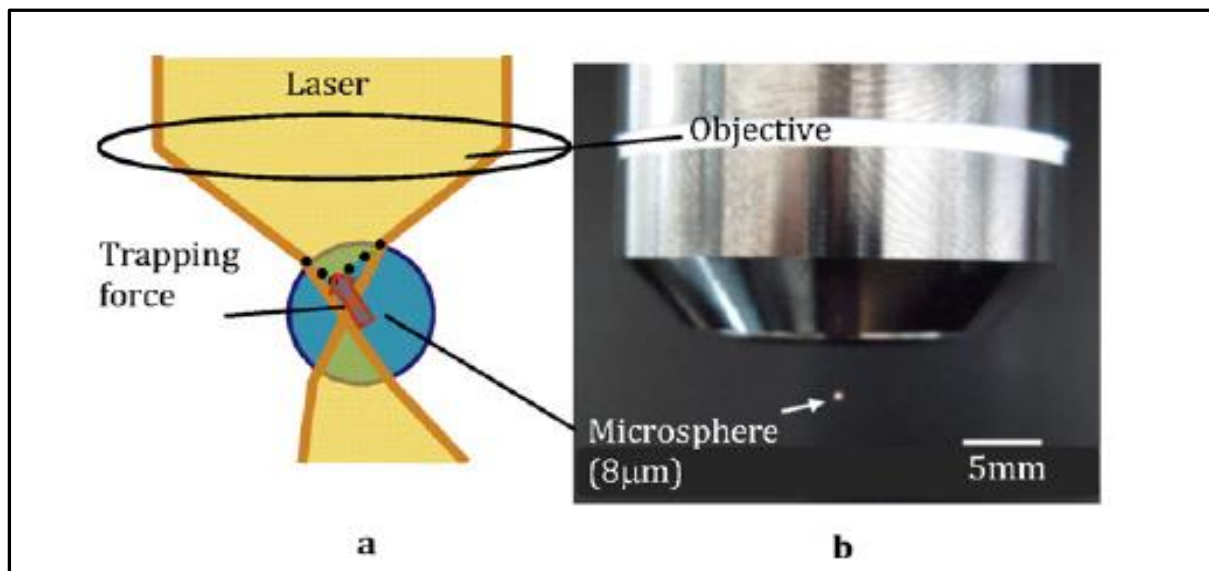 Laser
Objective
Trapping
force
Microsphere
(8μm)
5mm
a
b